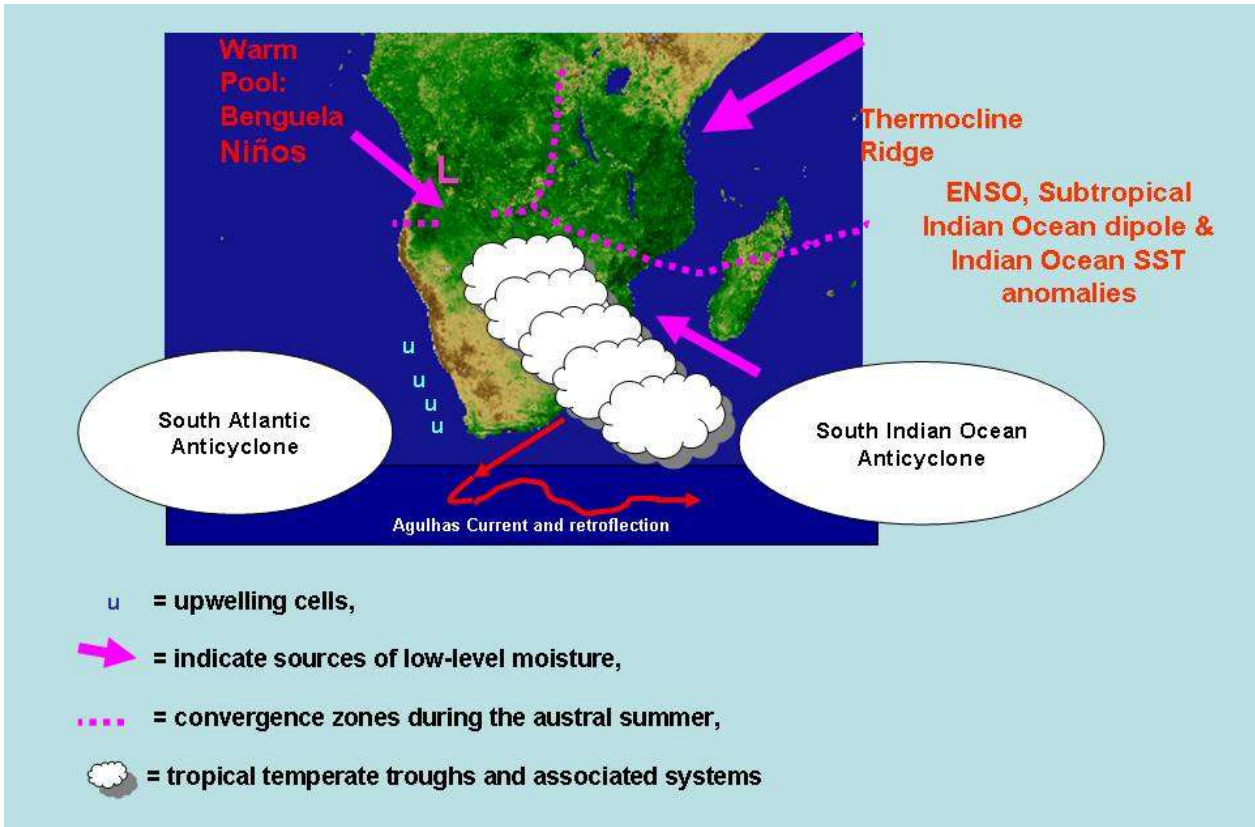 Warm
Pool:
Benguela
Niños
L
Thermocline
Ridge
ENSO, Subtropical
Indian Ocean dipole &
Indian Ocean SST
anomalies
u
u
u
u
South Atlantic
Anticyclone
South Indian Ocean
Anticyclone
Agulhas Current and retroflection
u = upwelling cells,
= indicate sources of low-level moisture,
= convergence zones during the austral summer,
= tropical temperate troughs and associated systems